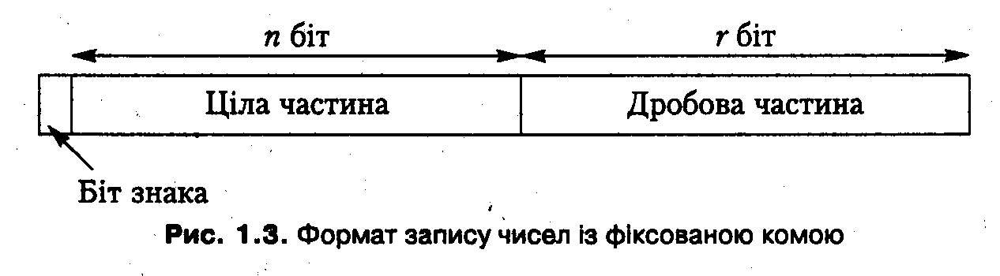 n біт
r біт
Ціла частина
Дробова частина
Біт знака
Рис. 1.3. Формат запису чисел із фіксованою комою